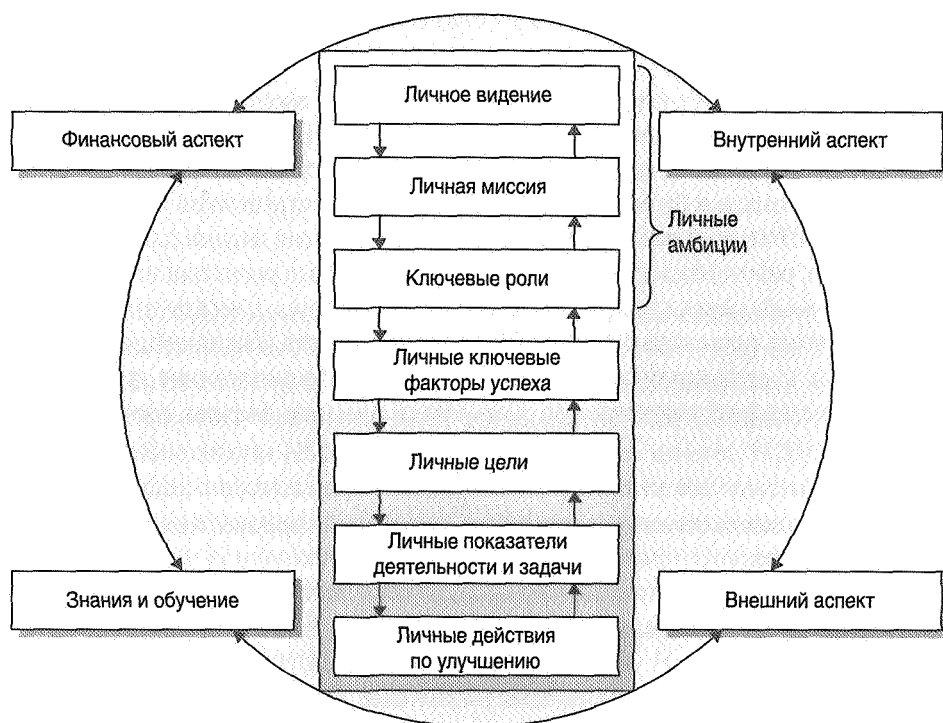 Личное видение
Финансовый аспект
Внутренний аспект
Личная миссия
Личные
амбиции
Ключевые роли
Личные ключевые
факторы успеха
Личные цели
Личные показатели
деятельности и задачи
Знания и обучение
Внешний аспект
Личные действия
по улучшению